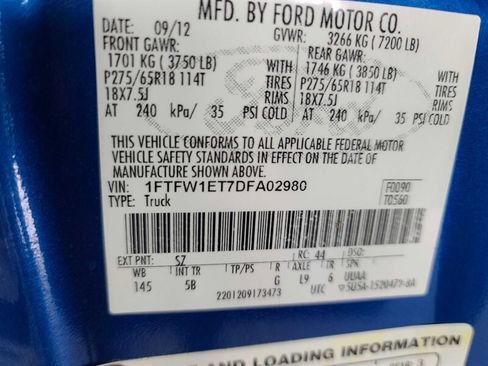 MFD. BY FORD MOTOR CO.
DATE: 09/12 GVWR: 3266 KG (7200 LB)
FRONT GAWR: REAR GAWR:
1701 KG (3750 LB) WITH 1746 KG (3850 LB) WITH
P275/65R18 114T TIRES P275/65R18 114T TIRES
18X7.5J RIMS 18X7.5J RIMS
AT 240 kPa/ 35 PSI COLD AT 240 kPa/ 35 PSI COLD
THIS VEHICLE CONFORMS TO ALL APPLICABLE FEDERAL MOTOR
VEHICLE SAFETY STANDARDS IN EFFECT ON THE DATE OF
MANUFACTURE SHOWN ABOVE.
VIN: 1FTFW1ET7DFA02980 F0090
TYPE: Truck T0560
EXT PNT: SZ RC: 44 DSO:
WB INT TR TP/PS R AXLE TR SPR
145 5B G L9 6 UUAA
2201209173473 UTC
AND LOADING INFORMATION